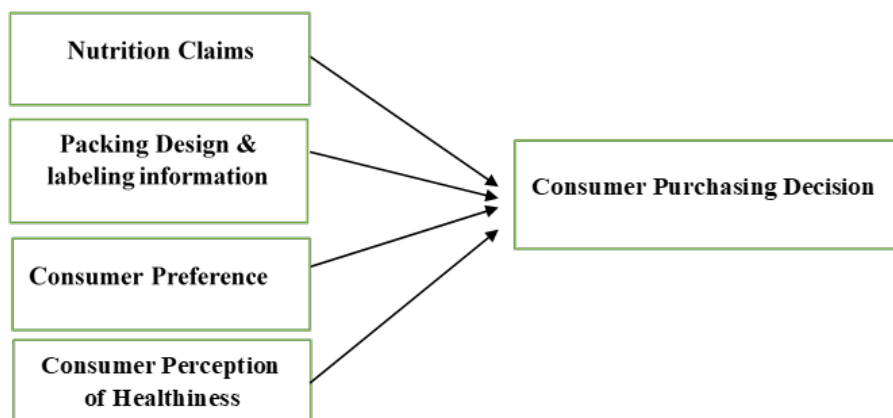 Nutrition Claims
Packing Design &
labeling information
Consumer Preference
Consumer Perception
of Healthiness
Consumer Purchasing Decision